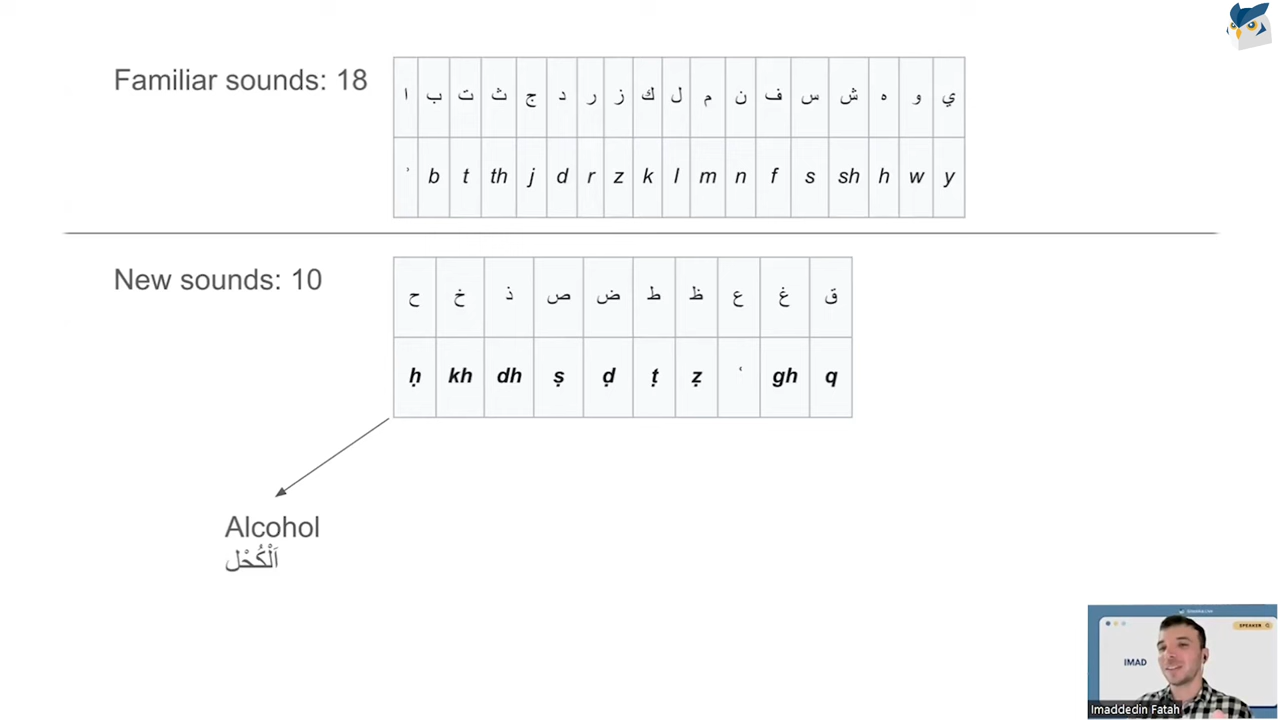 Familiar sounds: 18
ا ب ت ث ج د ر ز ك ل م ن ف س ش ه و ي
ʾ b t th j d r z k l m n f s sh h w y
New sounds: 10
ح خ ذ ص ض ط ظ ع غ ق
ḥ kh dh ṣ ḍ ṭ ẓ ʿ gh q
Alcohol
اَلْكُحْل
SPEAKER
IMAD
Imaddedin Fatah